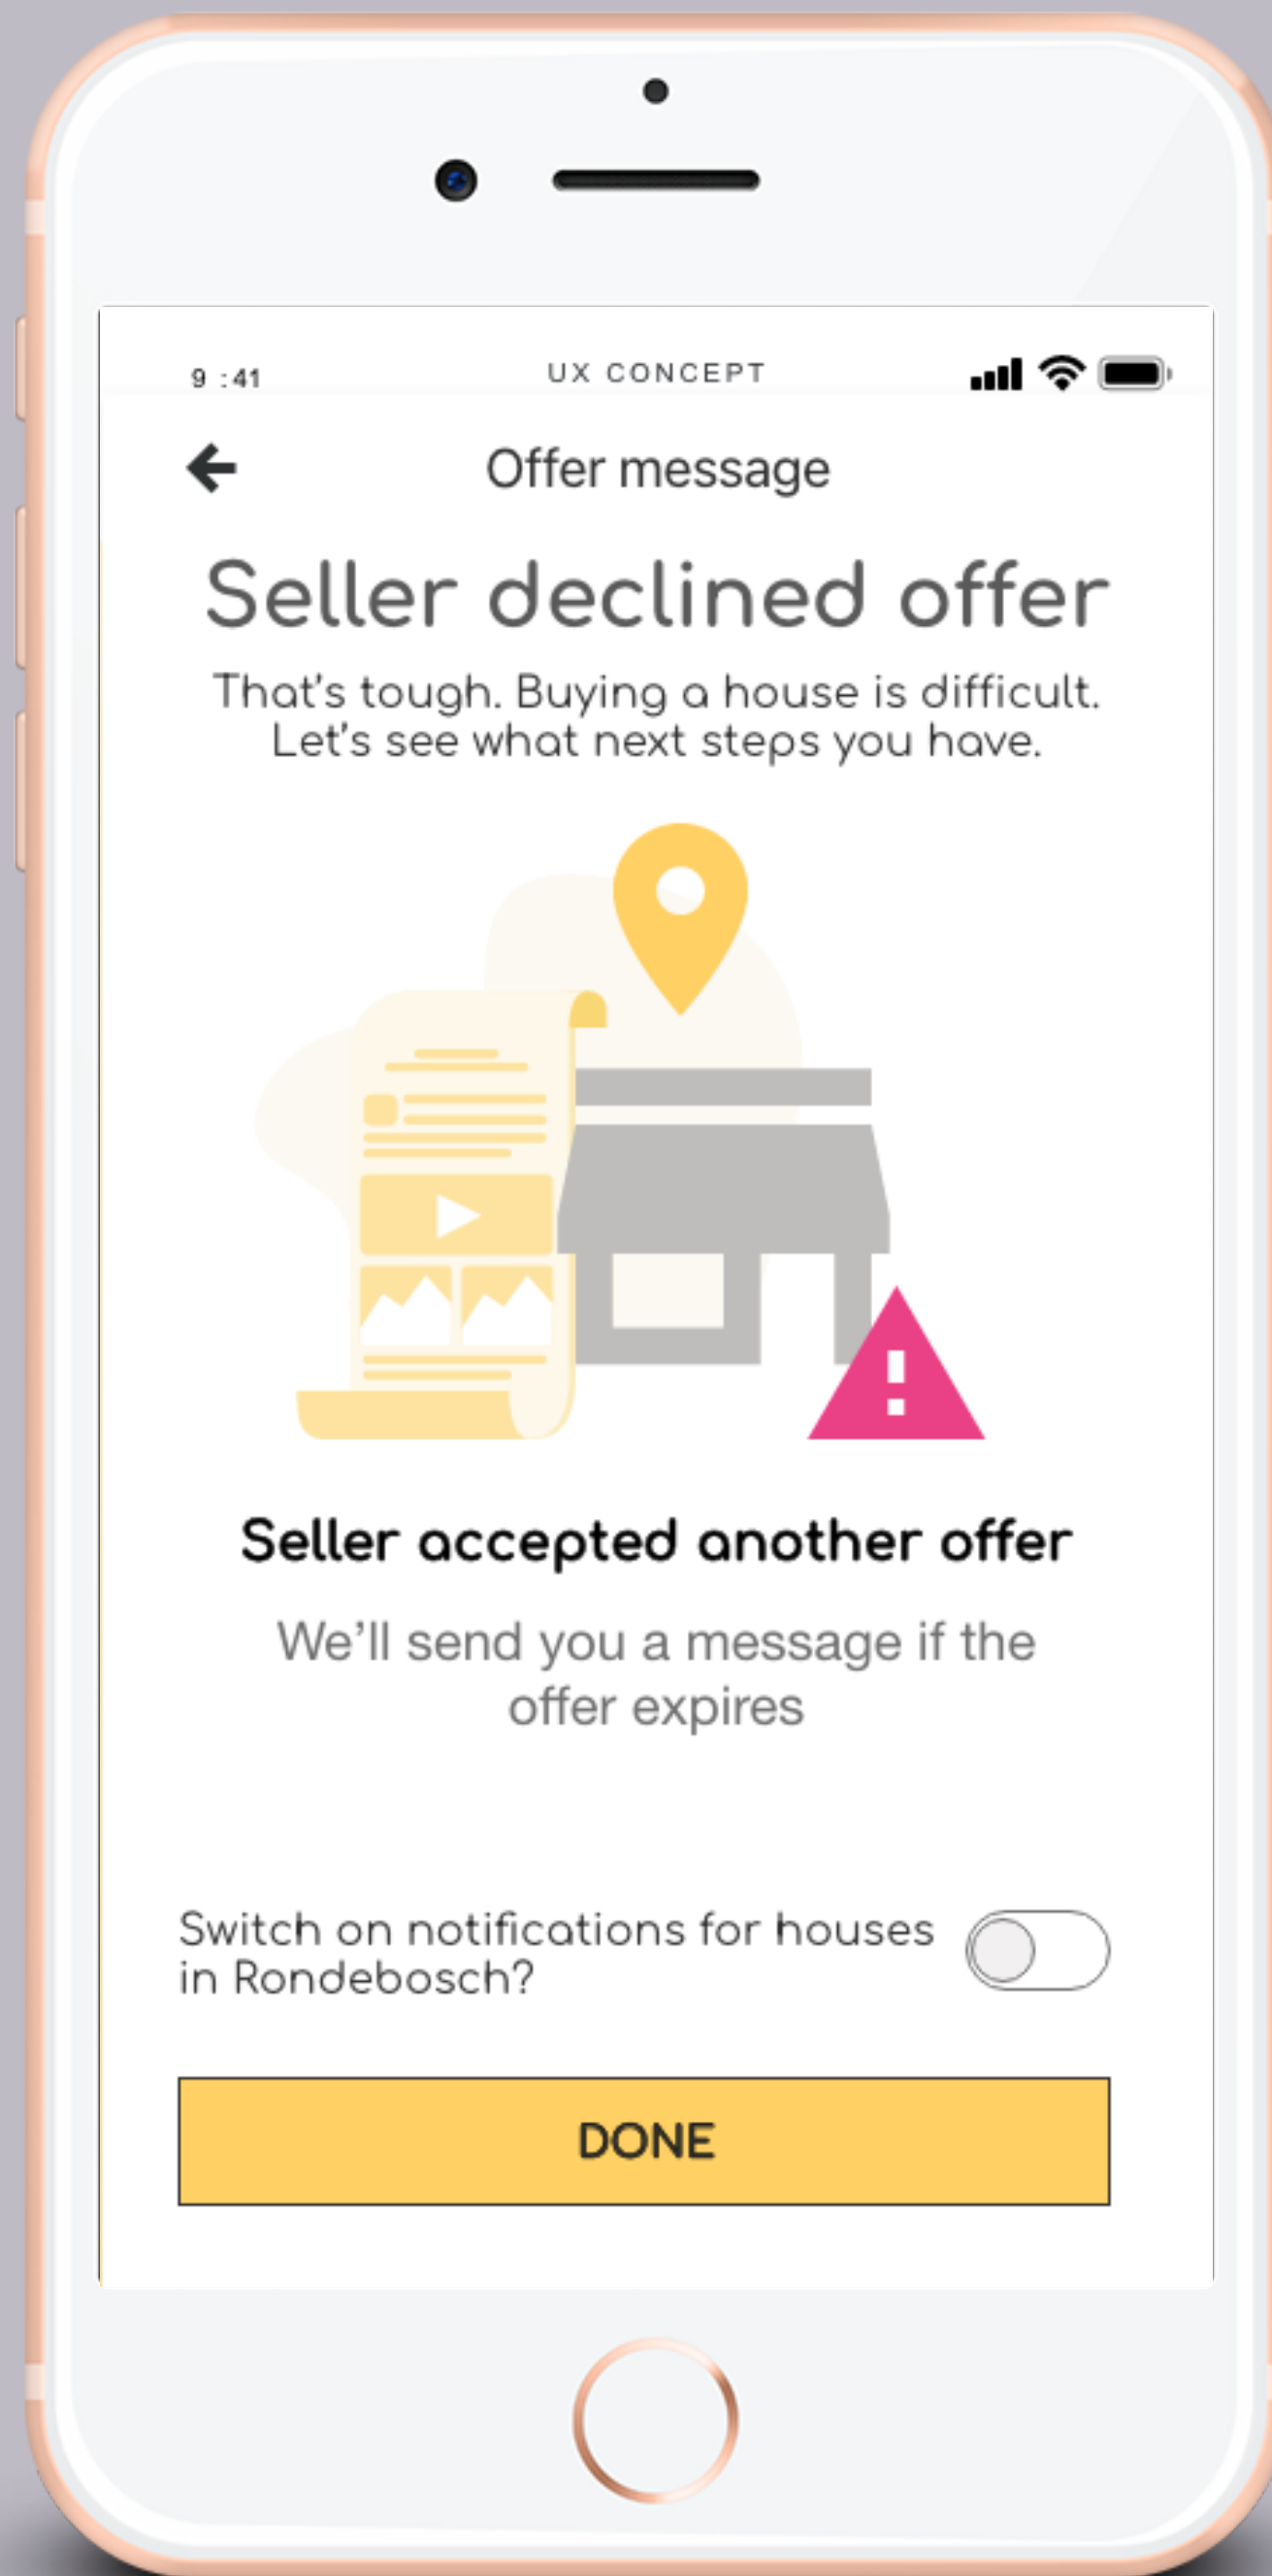 9 :41
UX CONCEPT
Offer message
Seller declined offer
That's tough. Buying a house is difficult.
Let's see what next steps you have.
Seller accepted another offer
We'll send you a message if the
offer expires
Switch on notifications for houses
in Rondebosch?
DONE